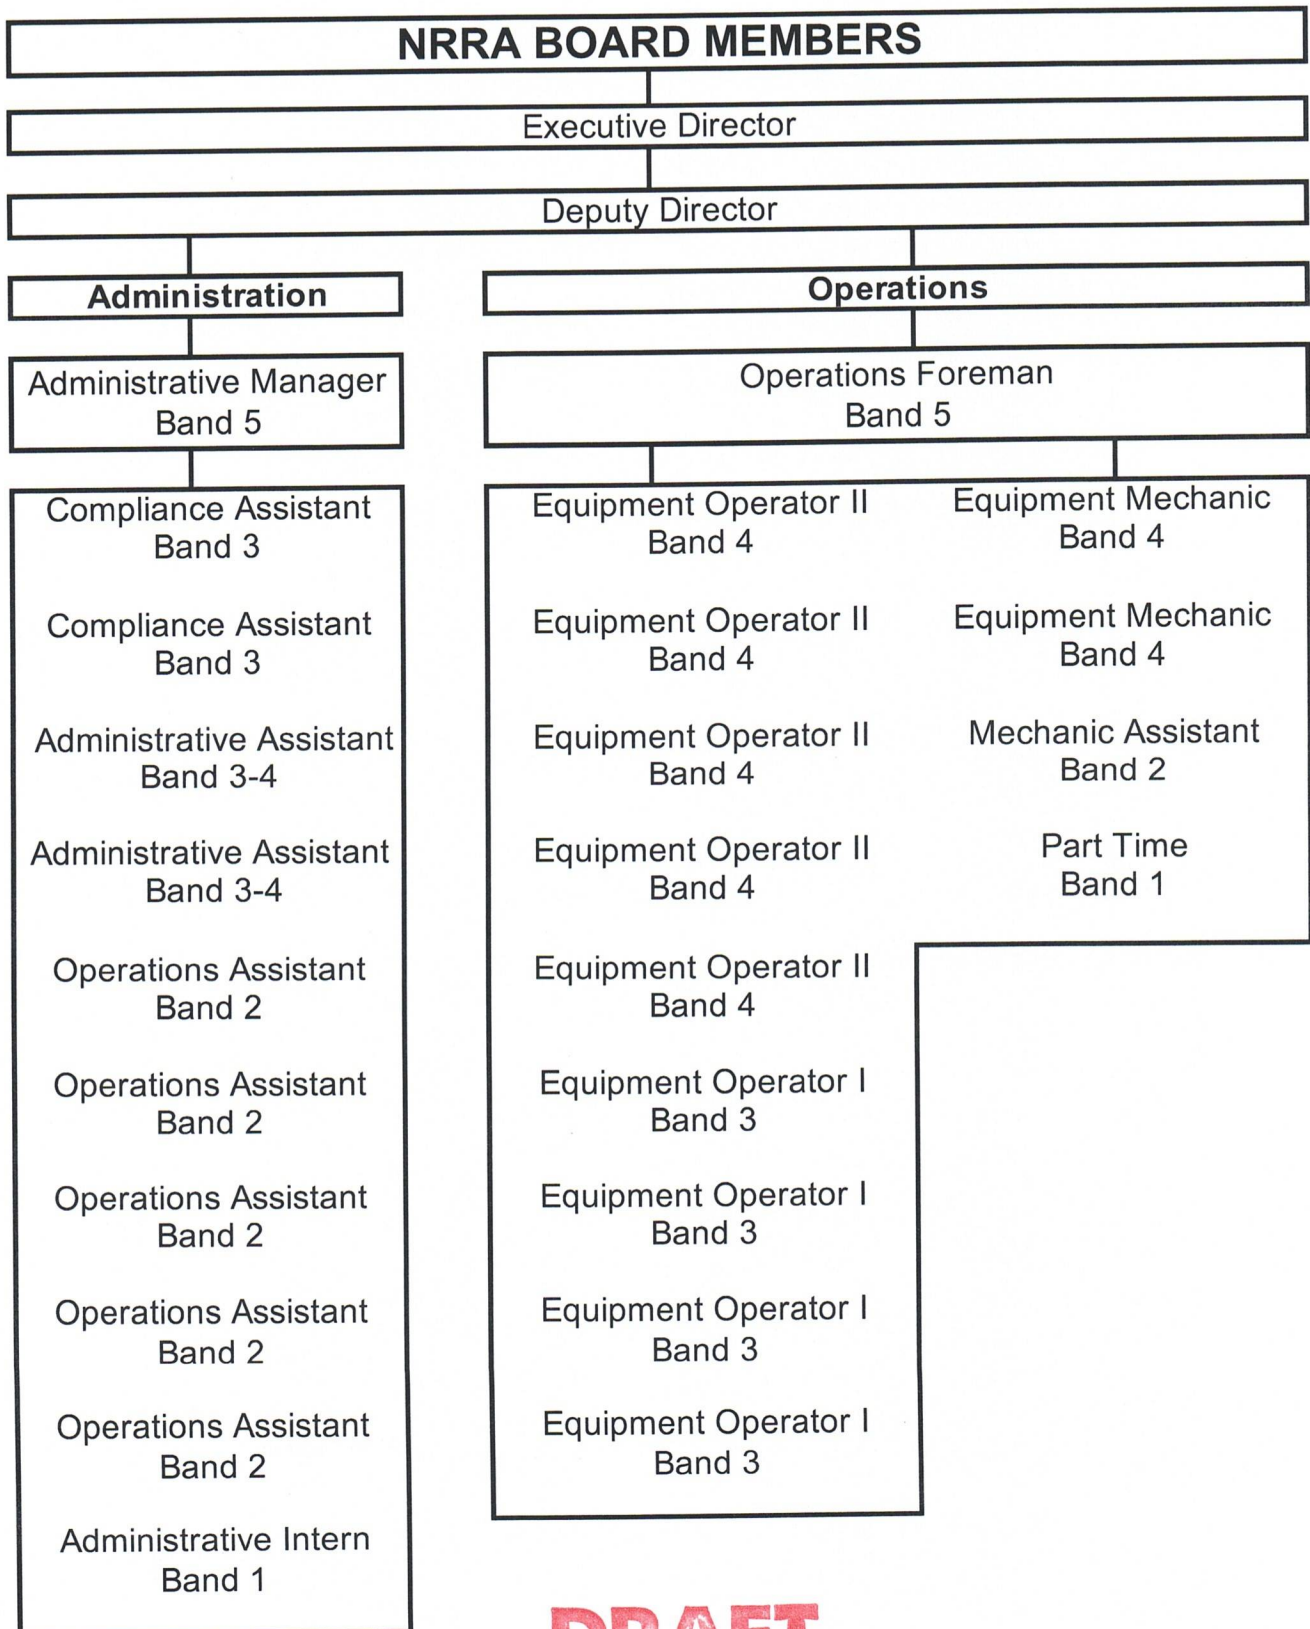 NRRA BOARD MEMBERS
Executive Director
Deputy Director
Administration
Administrative Manager
Band 5
Compliance Assistant
Band 3
Compliance Assistant
Band 3
Administrative Assistant
Band 3-4
Administrative Assistant
Band 3-4
Operations Assistant
Band 2
Operations Assistant
Band 2
Operations Assistant
Band 2
Operations Assistant
Band 2
Operations Assistant
Band 2
Administrative Intern
Band 1
Operations
Operations Foreman
Band 5
Equipment Operator II
Band 4
Equipment Operator II
Band 4
Equipment Operator II
Band 4
Equipment Operator II
Band 4
Equipment Operator II
Band 4
Equipment Operator I
Band 3
Equipment Operator I
Band 3
Equipment Operator I
Band 3
Equipment Operator I
Band 3
Equipment Mechanic
Band 4
Equipment Mechanic
Band 4
Mechanic Assistant
Band 2
Part Time
Band 1
DRAFT